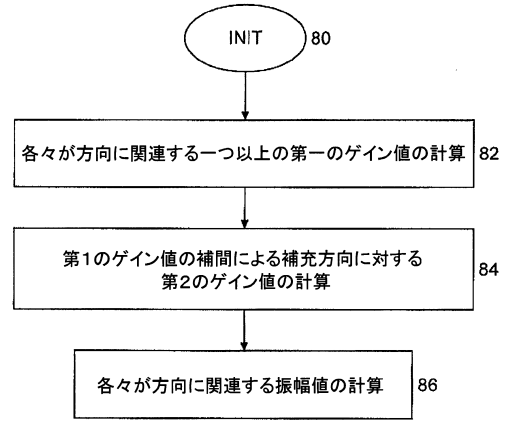 INIT 80
各々が方向に関連する一つ以上の第一のゲイン値の計算 82
第1のゲイン値の補間による補充方向に対する
第2のゲイン値の計算 84
各々が方向に関連する振幅値の計算 86